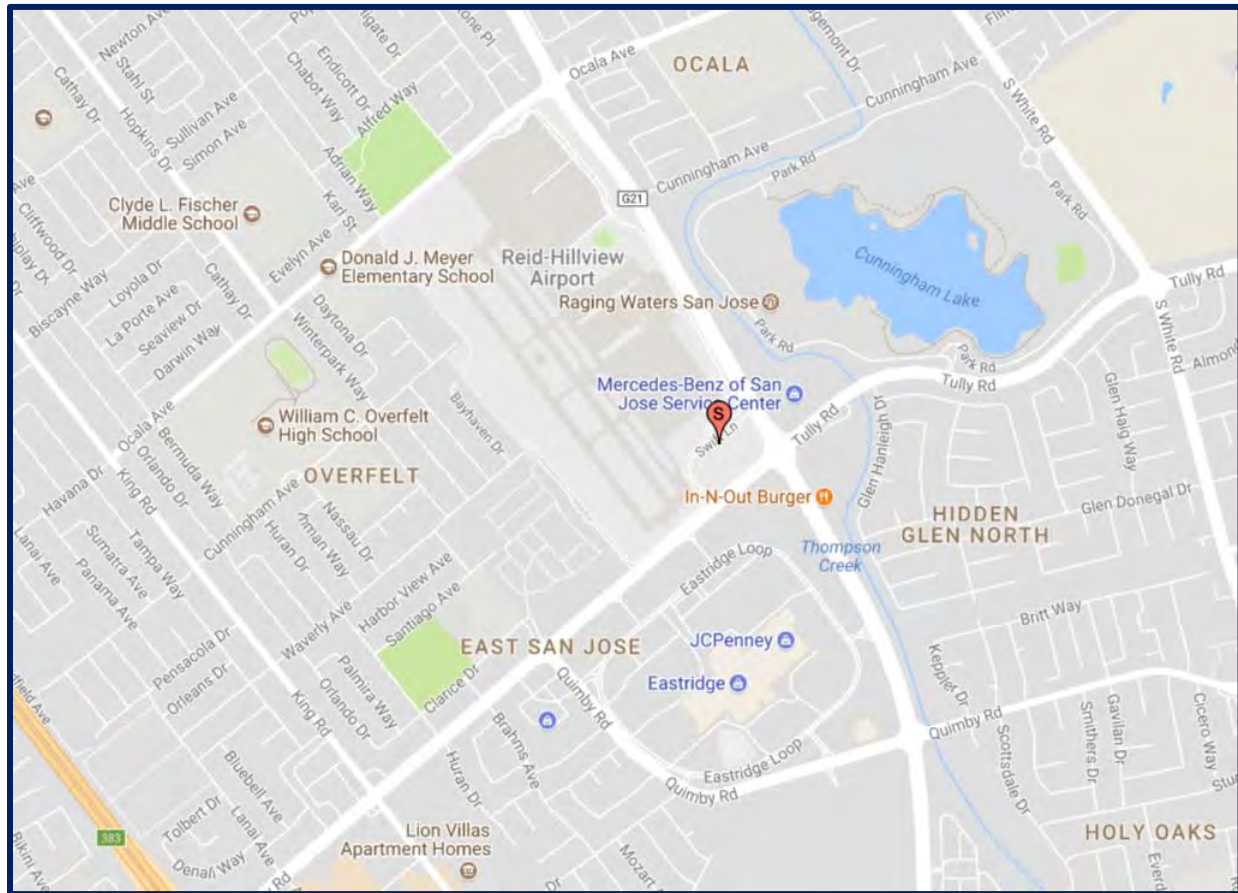 Newton Ave
Stahl St
Cathay Dr
Hopkins Dr
Sullivan Ave
Simon Ave
Chabot Way
Endicott Dr
Alfred Way
Adrian Way
Karl St
Ocala Ave
OCALA
Cunningham Ave
S White Rd
Cunningham Ave
Park Rd
Park Rd
G21
Clyde L. Fischer
Middle School
Evelyn Ave
Donald J. Meyer
Elementary School
Reid-Hillview
Airport
Raging Waters San Jose
Cunningham Lake
Tully Rd
S White Rd
Cliffwood Dr
Biscayne Way
Loyola Dr
La Porte Ave
Seaview Dr
Darwin Way
Cathay Dr
Daytona Dr
Winterpark Way
Bayhaven Dr
Park Rd
Park Rd
Tully Rd
Mercedes-Benz of San
Jose Service Center
S
Tully Rd
Glen Hanleigh Dr
Glen Haig Way
Glen Donegal Dr
William C. Overfelt
High School
OVERFELT
Ocala Ave
Havana Dr
King Rd
Bermuda Way
Orlando Dr
Cunningham Ave
Huran Dr
Nassau Dr
Lanai Ave
Sumatra Ave
Panama Ave
Tampa Way
In-N-Out Burger
HIDDEN
GLEN NORTH
Thompson
Creek
Eastridge Loop
Harbor View Ave
Santiago Ave
Waverly Ave
Pensacola Dr
Orleans Dr
Palmira Way
Orlando Dr
King Rd
Clarice Dr
EAST SAN JOSE
JCPenney
Eastridge
Quimby Rd
Britt Way
Quimby Rd
Scottsdale Dr
Smithers Dr
Gavilan Dr
Cicero Way
Brahms Ave
Huran Dr
Eastridge Loop
Quimby Rd
Bluebell Ave
Lanai Ave
Tolbert Dr
Denali Way
383
Lion Villas
Apartment Homes
HOLY OAKS